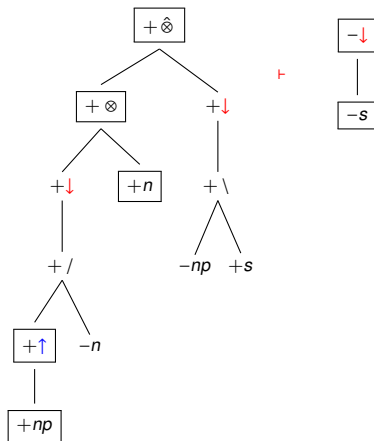 + ⊗̂ − ↓
⊢
+ ⊗ + ↓
− s
+ ↓ + n + \
+ / − np + s
+ ↑ − n
+ np